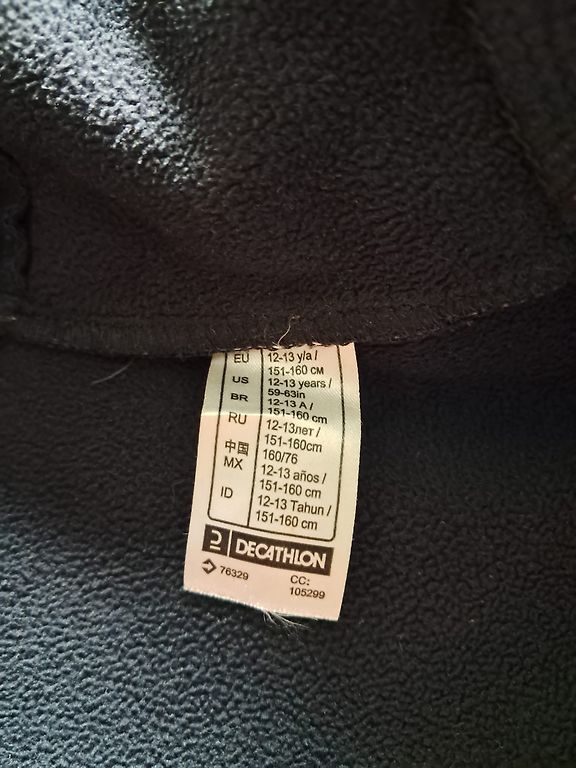 EU 12-13 y/a /
151-160 см
US 12-13 years /
59-63in
BR 12-13 A /
151-160 cm
RU 12-13лет /
151-160cm
中国 160/76
MX 12-13 años /
151-160 cm
ID 12-13 Tahun /
151-160 cm
DECATHLON
76329 CC:
105299